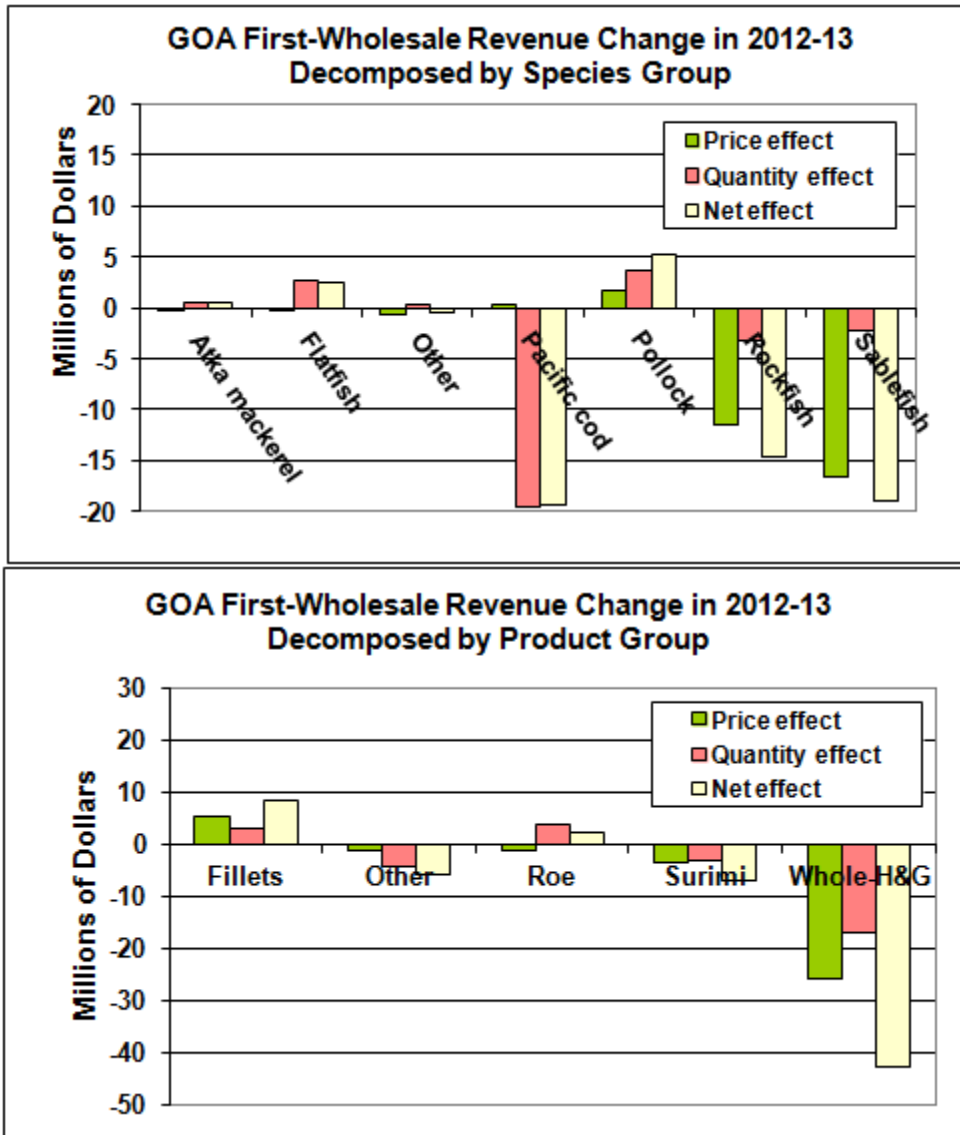 GOA First-Wholesale Revenue Change in 2012-13
Decomposed by Species Group
Millions of Dollars
20
15
10
5
0
-5
-10
-15
-20
Price effect
Quantity effect
Net effect
Atka mackerel
Flatfish
Other
Pacific cod
Pollock
Rockfish
Sablefish
GOA First-Wholesale Revenue Change in 2012-13
Decomposed by Product Group
Millions of Dollars
30
20
10
0
-10
-20
-30
-40
-50
Price effect
Quantity effect
Net effect
Fillets
Other
Roe
Surimi
Whole-H&G